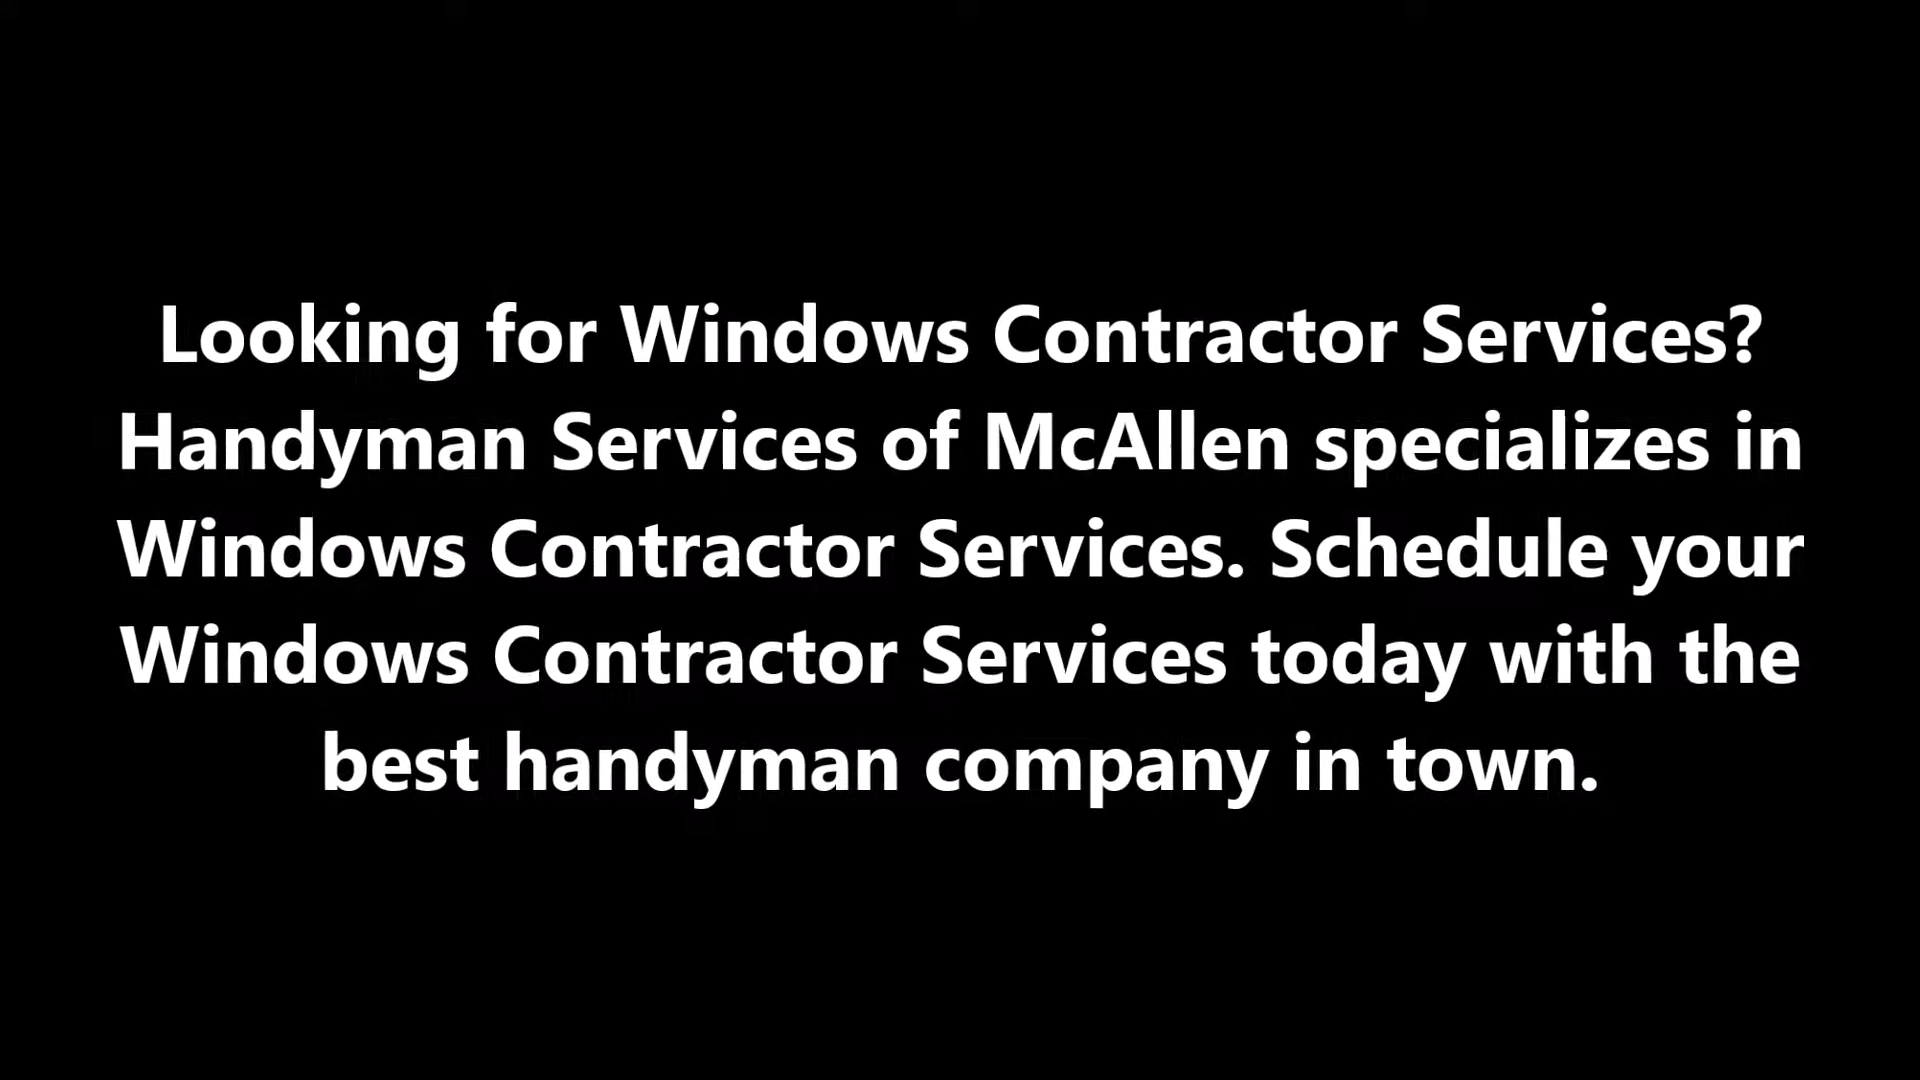 Looking for Windows Contractor Services?
Handyman Services of McAllen specializes in
Windows Contractor Services. Schedule your
Windows Contractor Services today with the
best handyman company in town.